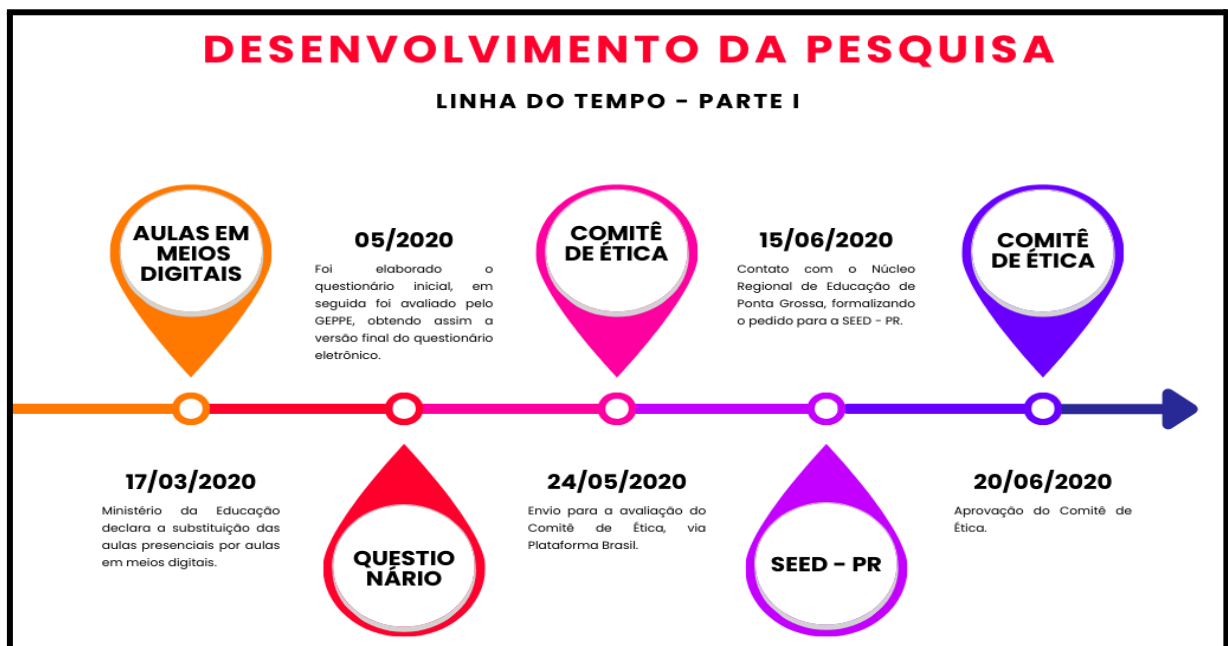 DESENVOLVIMENTO DA PESQUISA
LINHA DO TEMPO – PARTE I
AULAS EM
MEIOS
DIGITAIS
17/03/2020
Ministério da Educação
declara a substituição das
aulas presenciais por aulas
em meios digitais.
05/2020
Foi elaborado o
questionário inicial, em
seguida foi avaliado pelo
GEPPE, obtendo assim a
versão final do questionário
eletrônico.
QUESTIO
NÁRIO
COMITÊ
DE ÉTICA
24/05/2020
Envio para a avaliação do
Comitê de Ética, via
Plataforma Brasil.
15/06/2020
Contato com o Núcleo
Regional de Educação de
Ponta Grossa, formalizando
o pedido para a SEED - PR.
SEED – PR
COMITÊ
DE ÉTICA
20/06/2020
Aprovação do Comitê de
Ética.